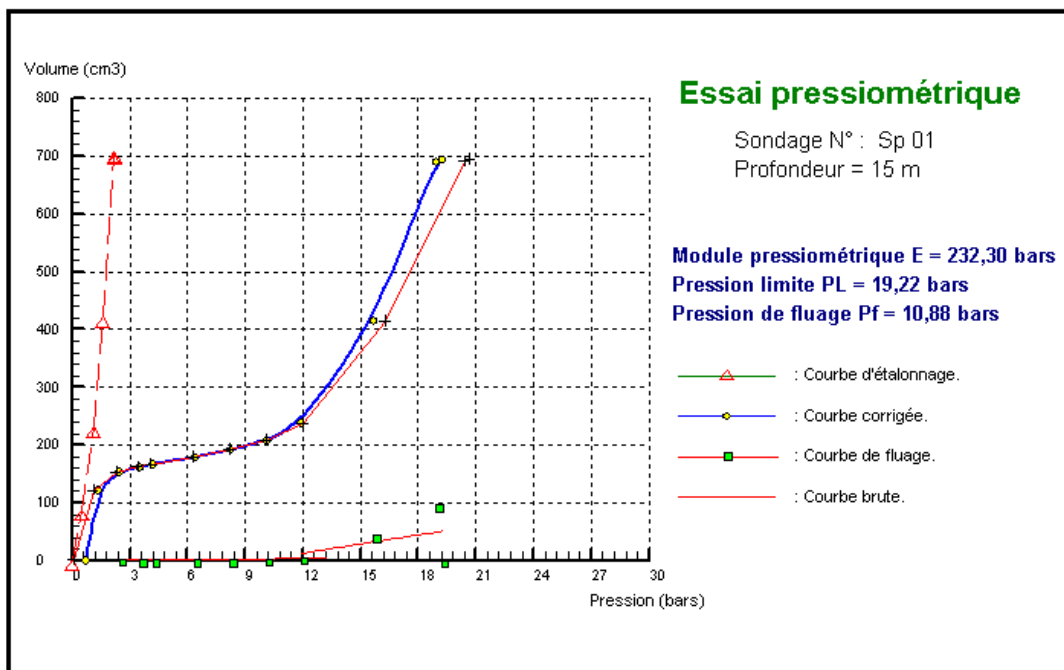 Volume (cm3)
800
700
600
500
400
300
200
100
0
0 3 6 9 12 15 18 21 24 27 30
Pression (bars)
Essai pressiométrique
Sondage N° : Sp 01
Profondeur = 15 m
Module pressiométrique E = 232,30 bars
Pression limite PL = 19,22 bars
Pression de fluage Pf = 10,88 bars
: Courbe d'étalonnage.
: Courbe corrigée.
: Courbe de fluage.
: Courbe brute.